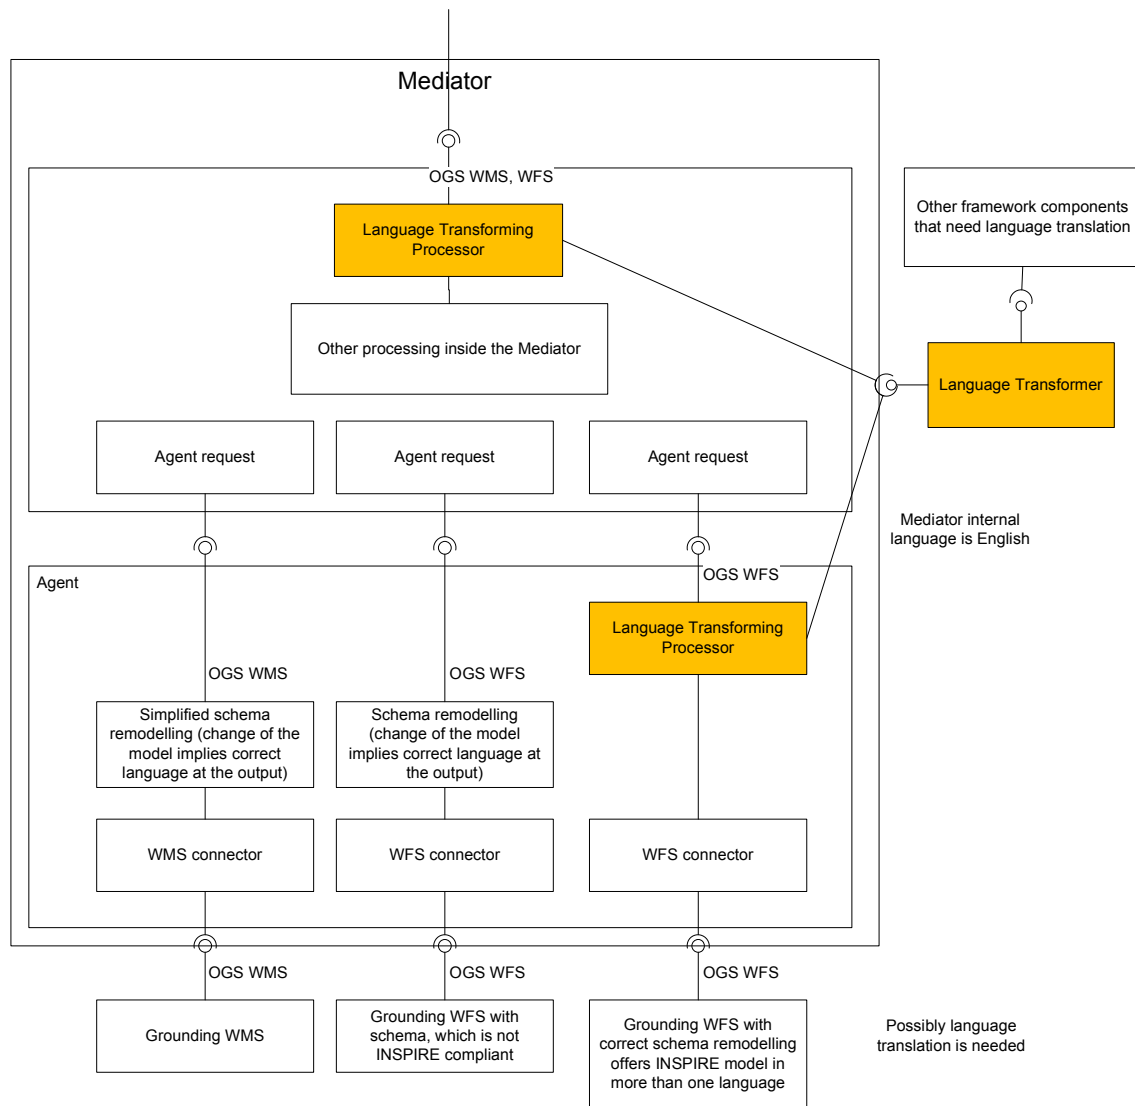 Mediator
OGS WMS, WFS
Language Transforming
Processor
Other framework components
that need language translation
Other processing inside the Mediator
Language Transformer
Agent request
Agent request
Agent request
Mediator internal
language is English
Agent
OGS WFS
Language Transforming
Processor
OGS WMS
OGS WFS
Simplified schema
remodelling (change of the
model implies correct
language at the output)
Schema remodelling
(change of the model
implies correct language at
the output)
WMS connector
WFS connector
WFS connector
OGS WMS
OGS WFS
OGS WFS
Grounding WMS
Grounding WFS with
schema, which is not
INSPIRE compliant
Grounding WFS with
correct schema remodelling
offers INSPIRE model in
more than one language
Possibly language
translation is needed